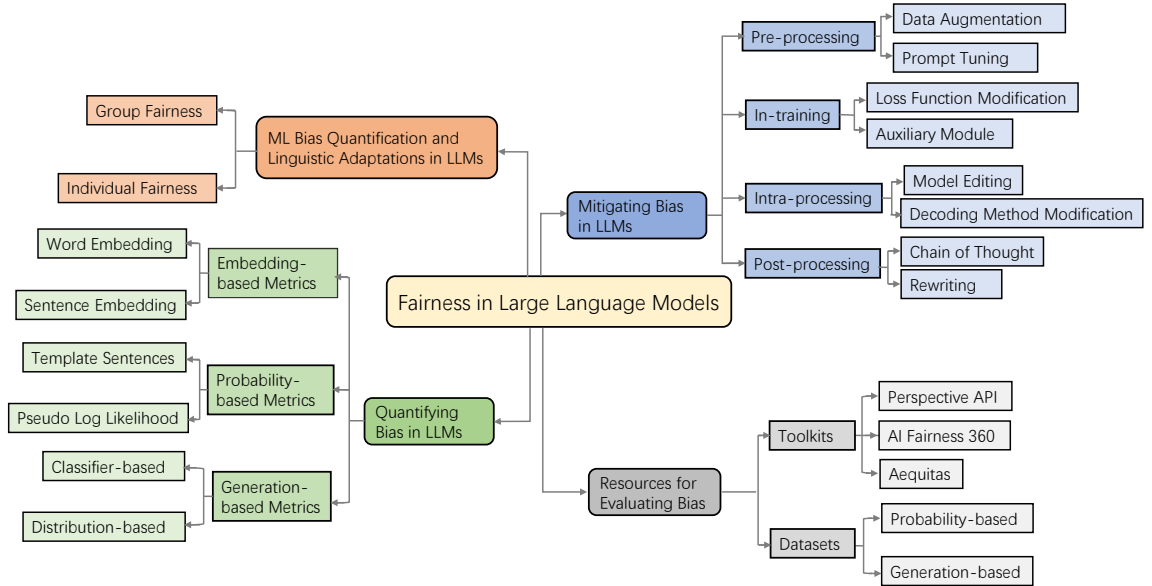 Fairness in Large Language Models
ML Bias Quantification and
Linguistic Adaptations in LLMs
Group Fairness
Individual Fairness
Quantifying
Bias in LLMs
Embedding-
based Metrics
Word Embedding
Sentence Embedding
Probability-
based Metrics
Template Sentences
Pseudo Log Likelihood
Generation-
based Metrics
Classifier-based
Distribution-based
Mitigating Bias
in LLMs
Pre-processing
Data Augmentation
Prompt Tuning
In-training
Loss Function Modification
Auxiliary Module
Intra-processing
Model Editing
Decoding Method Modification
Post-processing
Chain of Thought
Rewriting
Resources for
Evaluating Bias
Toolkits
Perspective API
AI Fairness 360
Aequitas
Datasets
Probability-based
Generation-based